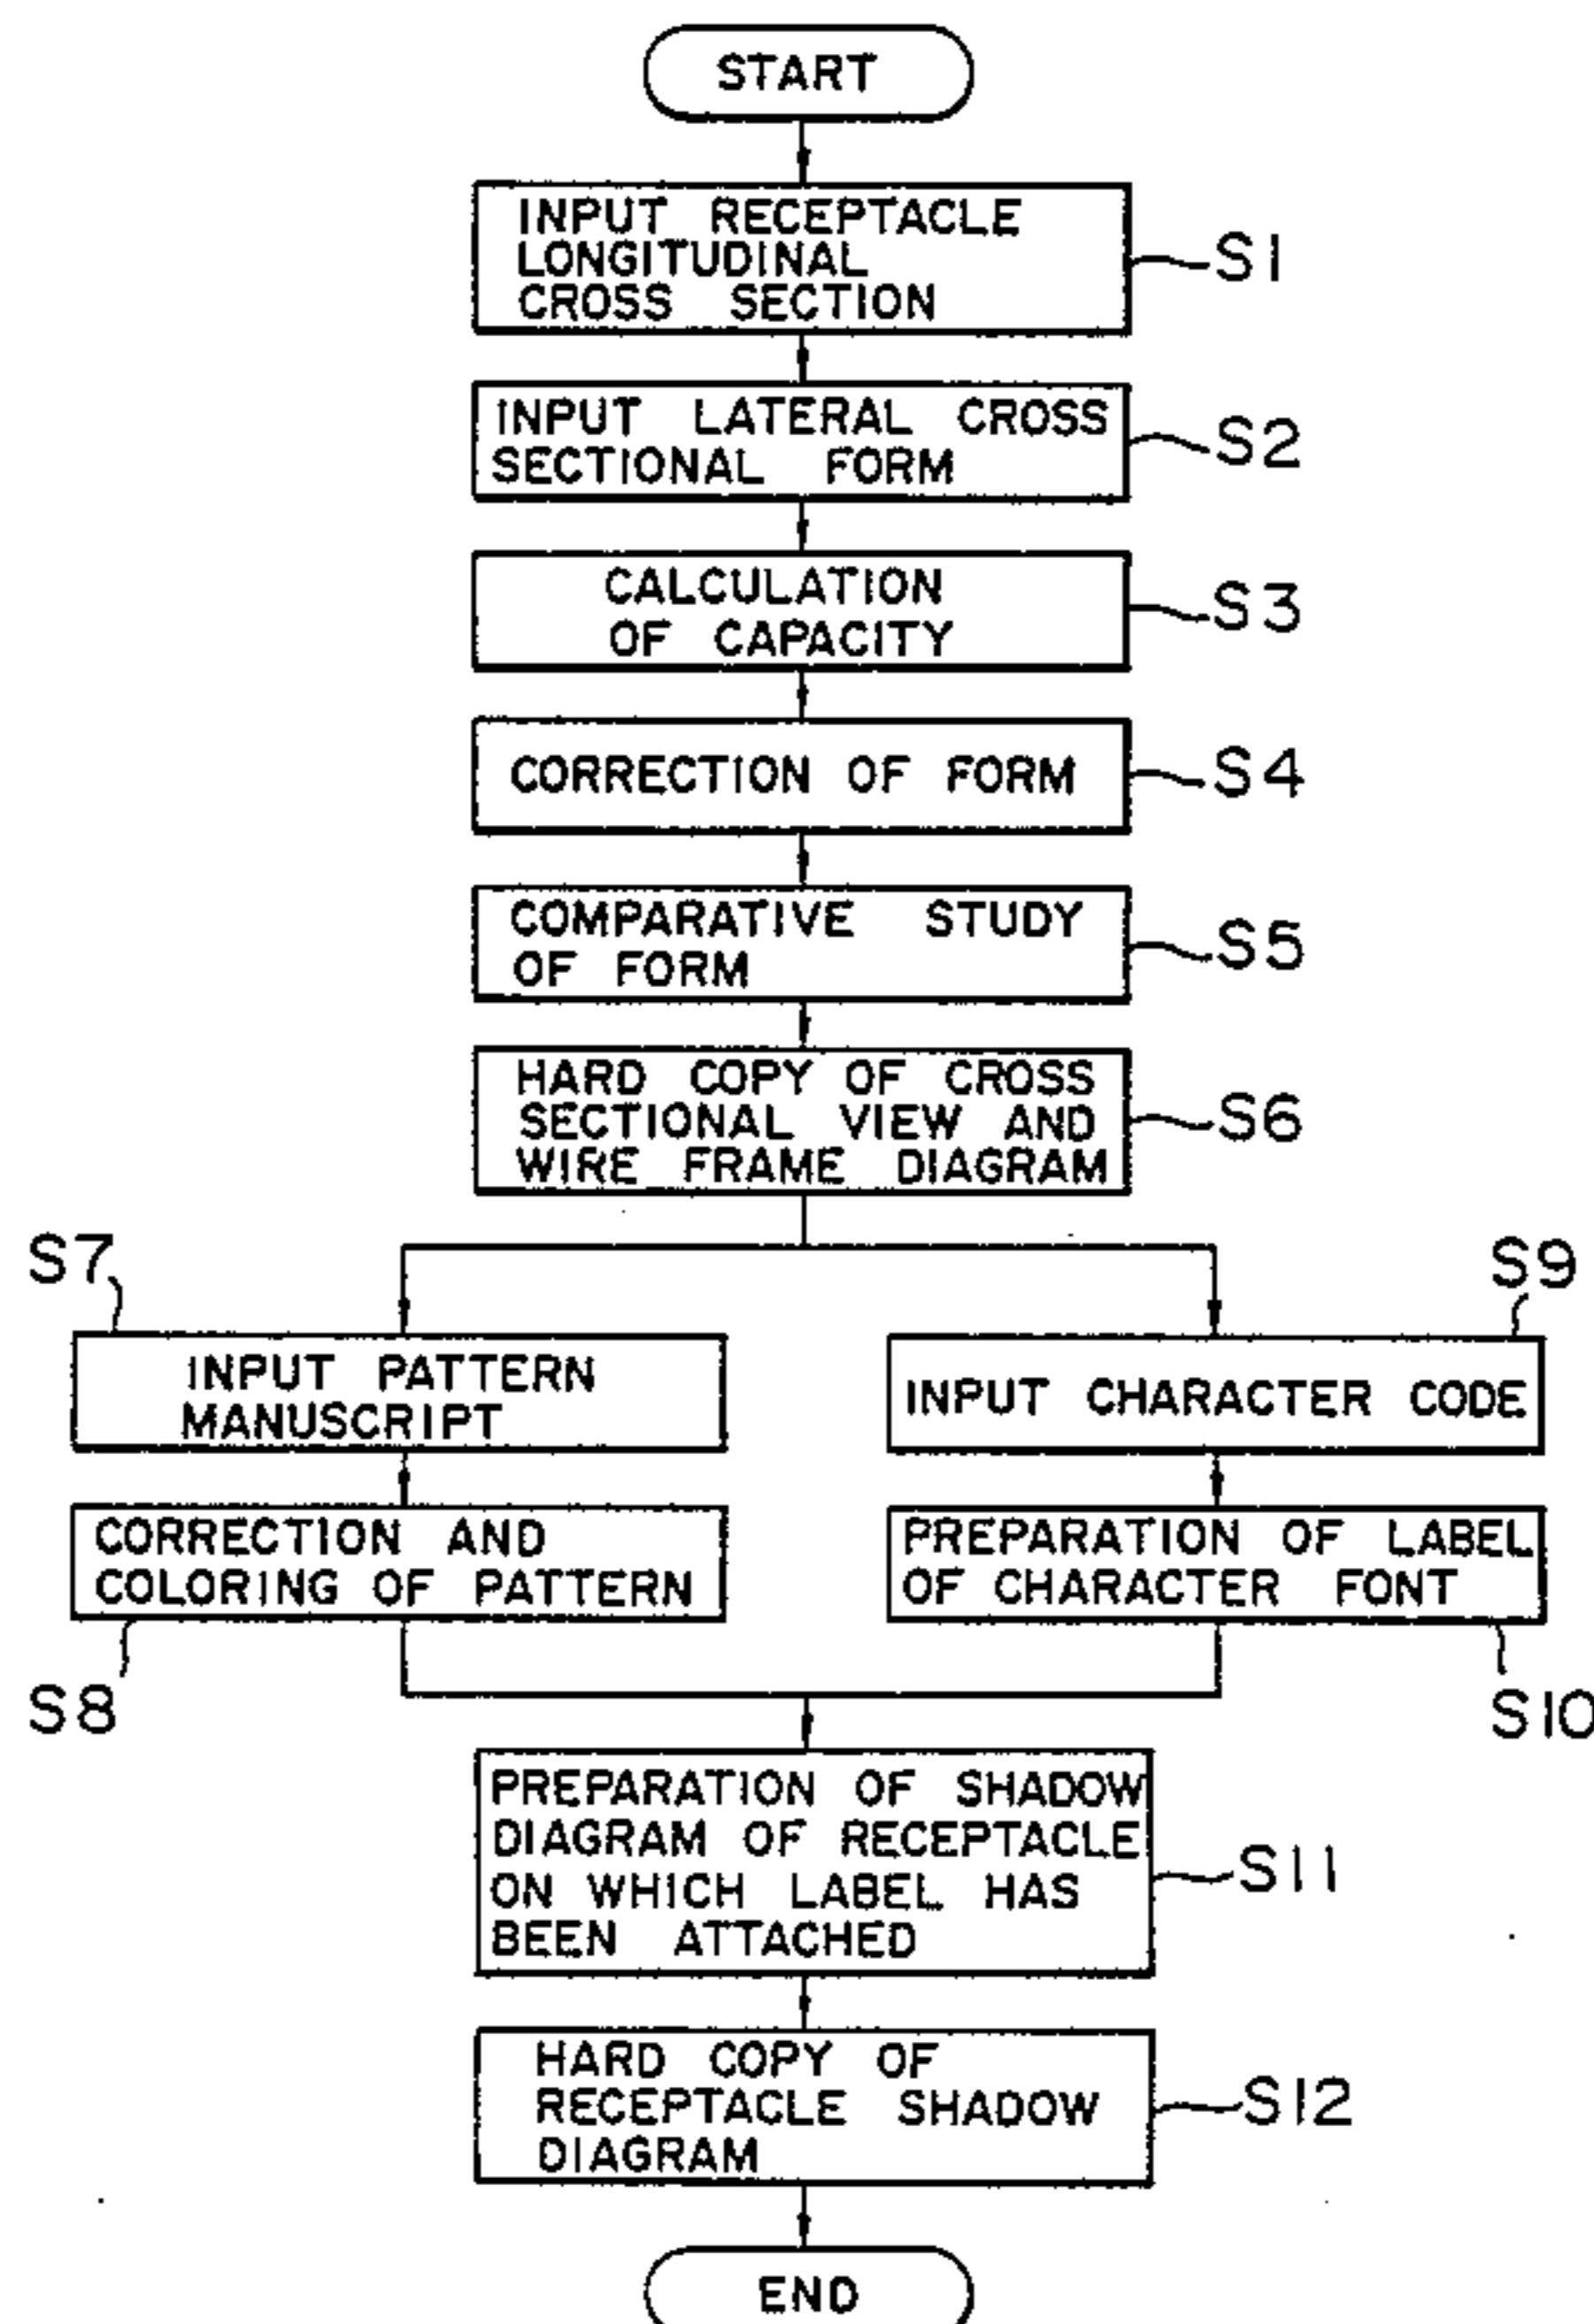 START
INPUT RECEPTACLE
LONGITUDINAL
CROSS SECTION
S1
INPUT LATERAL CROSS
SECTIONAL FORM
S2
CALCULATION
OF CAPACITY
S3
CORRECTION OF FORM
S4
COMPARATIVE STUDY
OF FORM
S5
HARD COPY OF CROSS
SECTIONAL VIEW AND
WIRE FRAME DIAGRAM
S6
S7
INPUT PATTERN
MANUSCRIPT
CORRECTION AND
COLORING OF PATTERN
S8
S9
INPUT CHARACTER CODE
PREPARATION OF LABEL
OF CHARACTER FONT
S10
PREPARATION OF SHADOW
DIAGRAM OF RECEPTACLE
ON WHICH LABEL HAS
BEEN ATTACHED
S11
HARD COPY OF
RECEPTACLE SHADOW
DIAGRAM
S12
END